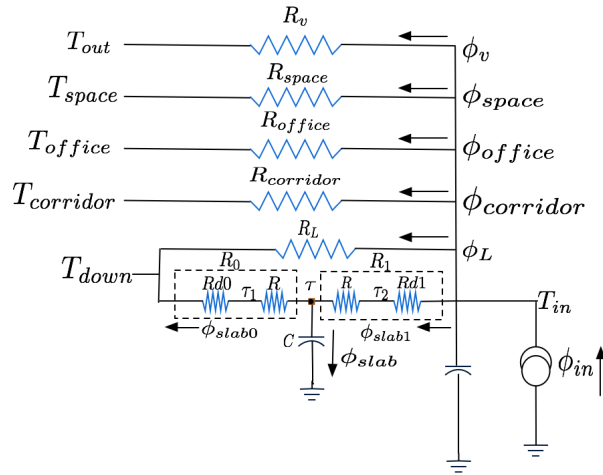 R_v
T_out
ϕ_v
R_space
T_space
ϕ_space
R_office
T_office
ϕ_office
R_corridor
T_corridor
ϕ_corridor
R_L
ϕ_L
R_0
R_1
T_down
Rd0 τ_1 R τ R τ_2 Rd1
T_in
ϕ_slab0
ϕ_slab1
C
ϕ_slab
ϕ_in